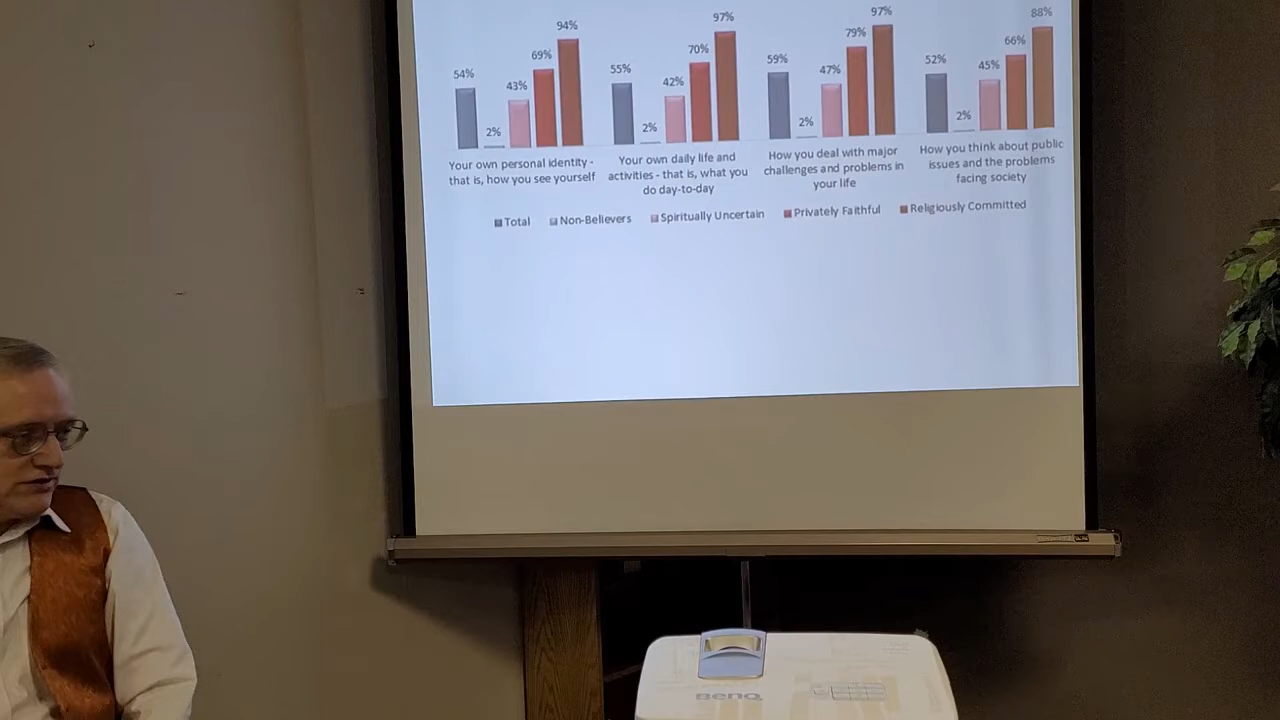 54% 2% 43% 69% 94% 55% 2% 42% 70% 97% 59% 2% 47% 79% 97% 52% 2% 45% 66% 88%
Your own personal identity -
that is, how you see yourself
Your own daily life and
activities - that is, what you
do day-to-day
How you deal with major
challenges and problems in
your life
How you think about public
issues and the problems
facing society
Total Non-Believers Spiritually Uncertain Privately Faithful Religiously Committed
BenQ